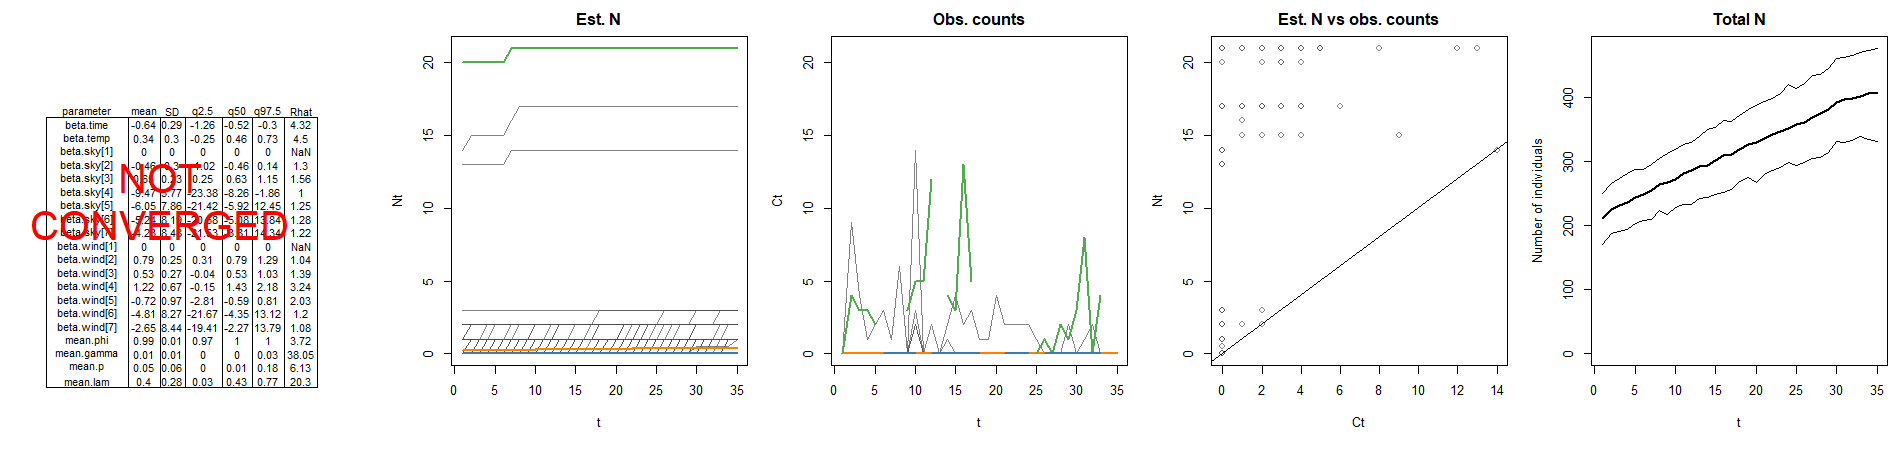 Est. N
Obs. counts
Est. N vs obs. counts
Total N
parameter mean SD q2.5 q50 q97.5 Rhat
beta.time -0.64 0.29 -1.26 -0.52 -0.3 4.32
beta.temp 0.34 0.3 -0.25 0.46 0.73 4.5
beta.sky[1] 0 0 0 0 0 NaN
beta.sky[2] -0.46 0.3 -0.46 0.14 1.3
beta.sky[3] 0.25 0.63 1.15 1.56
beta.sky[4] -9.47 -23.38 -8.26 -1.86 1
beta.sky[5] -6.05 7.86 -21.42 -5.92 12.45 1.25
beta.sky[6] 13.84 1.28
beta.sky[7] 1.22
beta.wind[1] 0 0 0 0 0 NaN
beta.wind[2] 0.79 0.25 0.31 0.79 1.29 1.04
beta.wind[3] 0.53 0.27 -0.04 0.53 1.03 1.39
beta.wind[4] 1.22 0.67 -0.15 1.43 2.18 3.24
beta.wind[5] -0.72 0.97 -2.81 -0.59 0.81 2.03
beta.wind[6] -4.81 8.27 -21.67 -4.35 13.12 1.2
beta.wind[7] -2.65 8.44 -19.41 -2.27 13.79 1.08
mean.phi 0.99 0.01 0.97 1 1 3.72
mean.gamma 0.01 0.01 0 0 0.03 38.05
mean.p 0.05 0.06 0 0.01 0.18 6.13
mean.lam 0.4 0.28 0.03 0.43 0.77 20.3
NOT
CONVERGED
Nt
20
15
10
5
0
0 5 10 15 20 25 30 35
t
Ct
20
15
10
5
0
0 5 10 15 20 25 30 35
t
Nt
20
15
10
5
0
0 2 4 6 8 10 12 14
Ct
Number of individuals
400
300
200
100
0
0 5 10 15 20 25 30 35
t